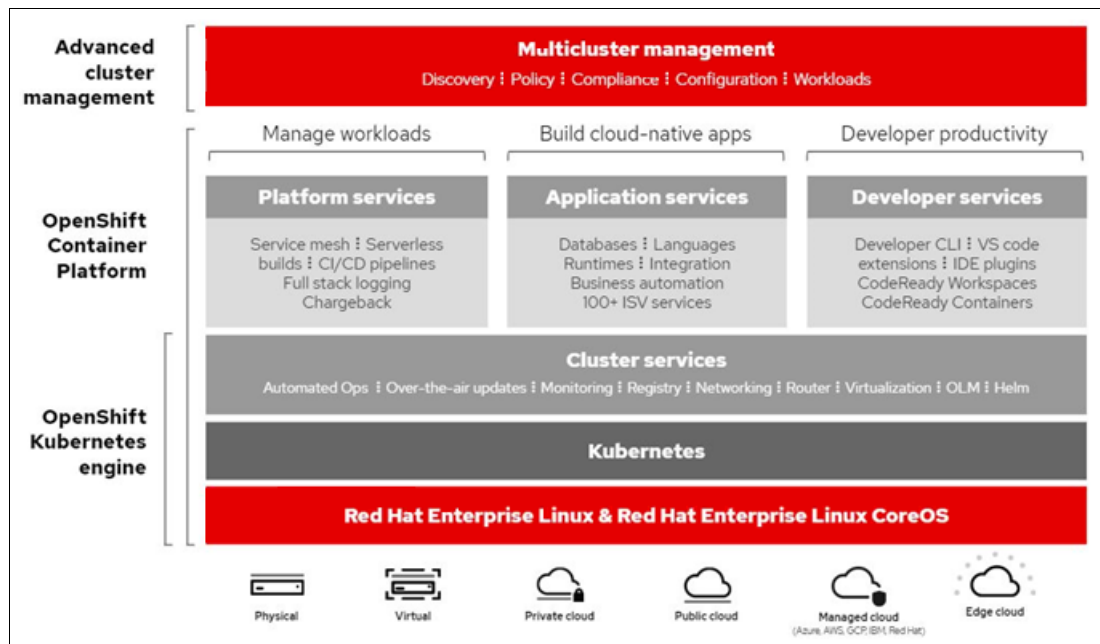 Advanced
cluster
management
Multicluster management
Discovery ⁝ Policy ⁝ Compliance ⁝ Configuration ⁝ Workloads
OpenShift
Container
Platform
Manage workloads
Platform services
Service mesh ⁝ Serverless
builds ⁝ CI/CD pipelines
Full stack logging
Chargeback
Build cloud-native apps
Application services
Databases ⁝ Languages
Runtimes ⁝ Integration
Business automation
100+ ISV services
Developer productivity
Developer services
Developer CLI ⁝ VS code
extensions ⁝ IDE plugins
CodeReady Workspaces
CodeReady Containers
OpenShift
Kubernetes
engine
Cluster services
Automated Ops ⁝ Over-the-air updates ⁝ Monitoring ⁝ Registry ⁝ Networking ⁝ Router ⁝ Virtualization ⁝ OLM ⁝ Helm
Kubernetes
Red Hat Enterprise Linux & Red Hat Enterprise Linux CoreOS
Physical
Virtual
Private cloud
Public cloud
Managed cloud
(Azure, AWS, GCP, IBM, Red Hat)
Edge cloud